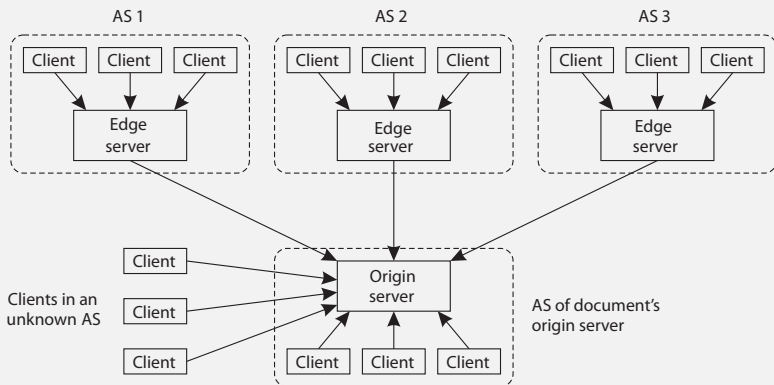 AS 1
AS 2
AS 3
Client
Client
Client
Client
Client
Client
Client
Client
Client
Edge
server
Edge
server
Edge
server
Client
Clients in an
unknown AS
Client
Client
Origin
server
AS of document's
origin server
Client
Client
Client